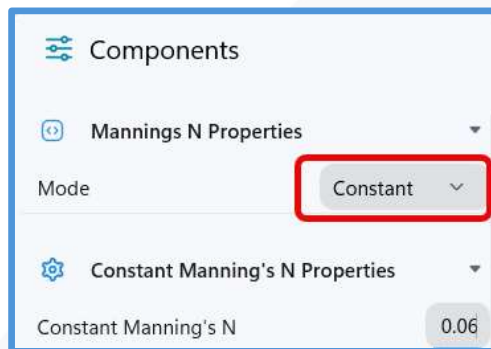 Components
Mannings N Properties
Mode Constant
Constant Manning's N Properties
Constant Manning's N 0.06